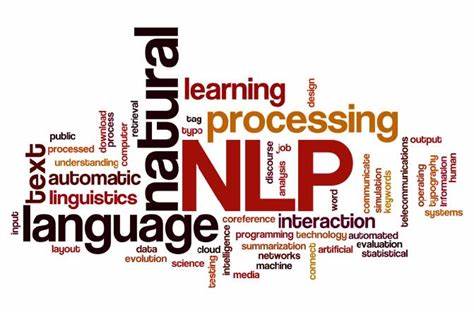 natural
learning
design
download
process
computer
retrieval
tag
typo
processing
public
processed
understanding
text
automatic
linguistics
NLP
discourse
analysis
job
communicate
simulation
keywords
telecommunications
output
operating
typography
information
human
systems
input
language
coreference
interaction
layout
data
evolution
cloud
science
testing
intelligence
media
programming
technology
automated
summarization
evaluation
networks
machine
connect
artificial
statistical